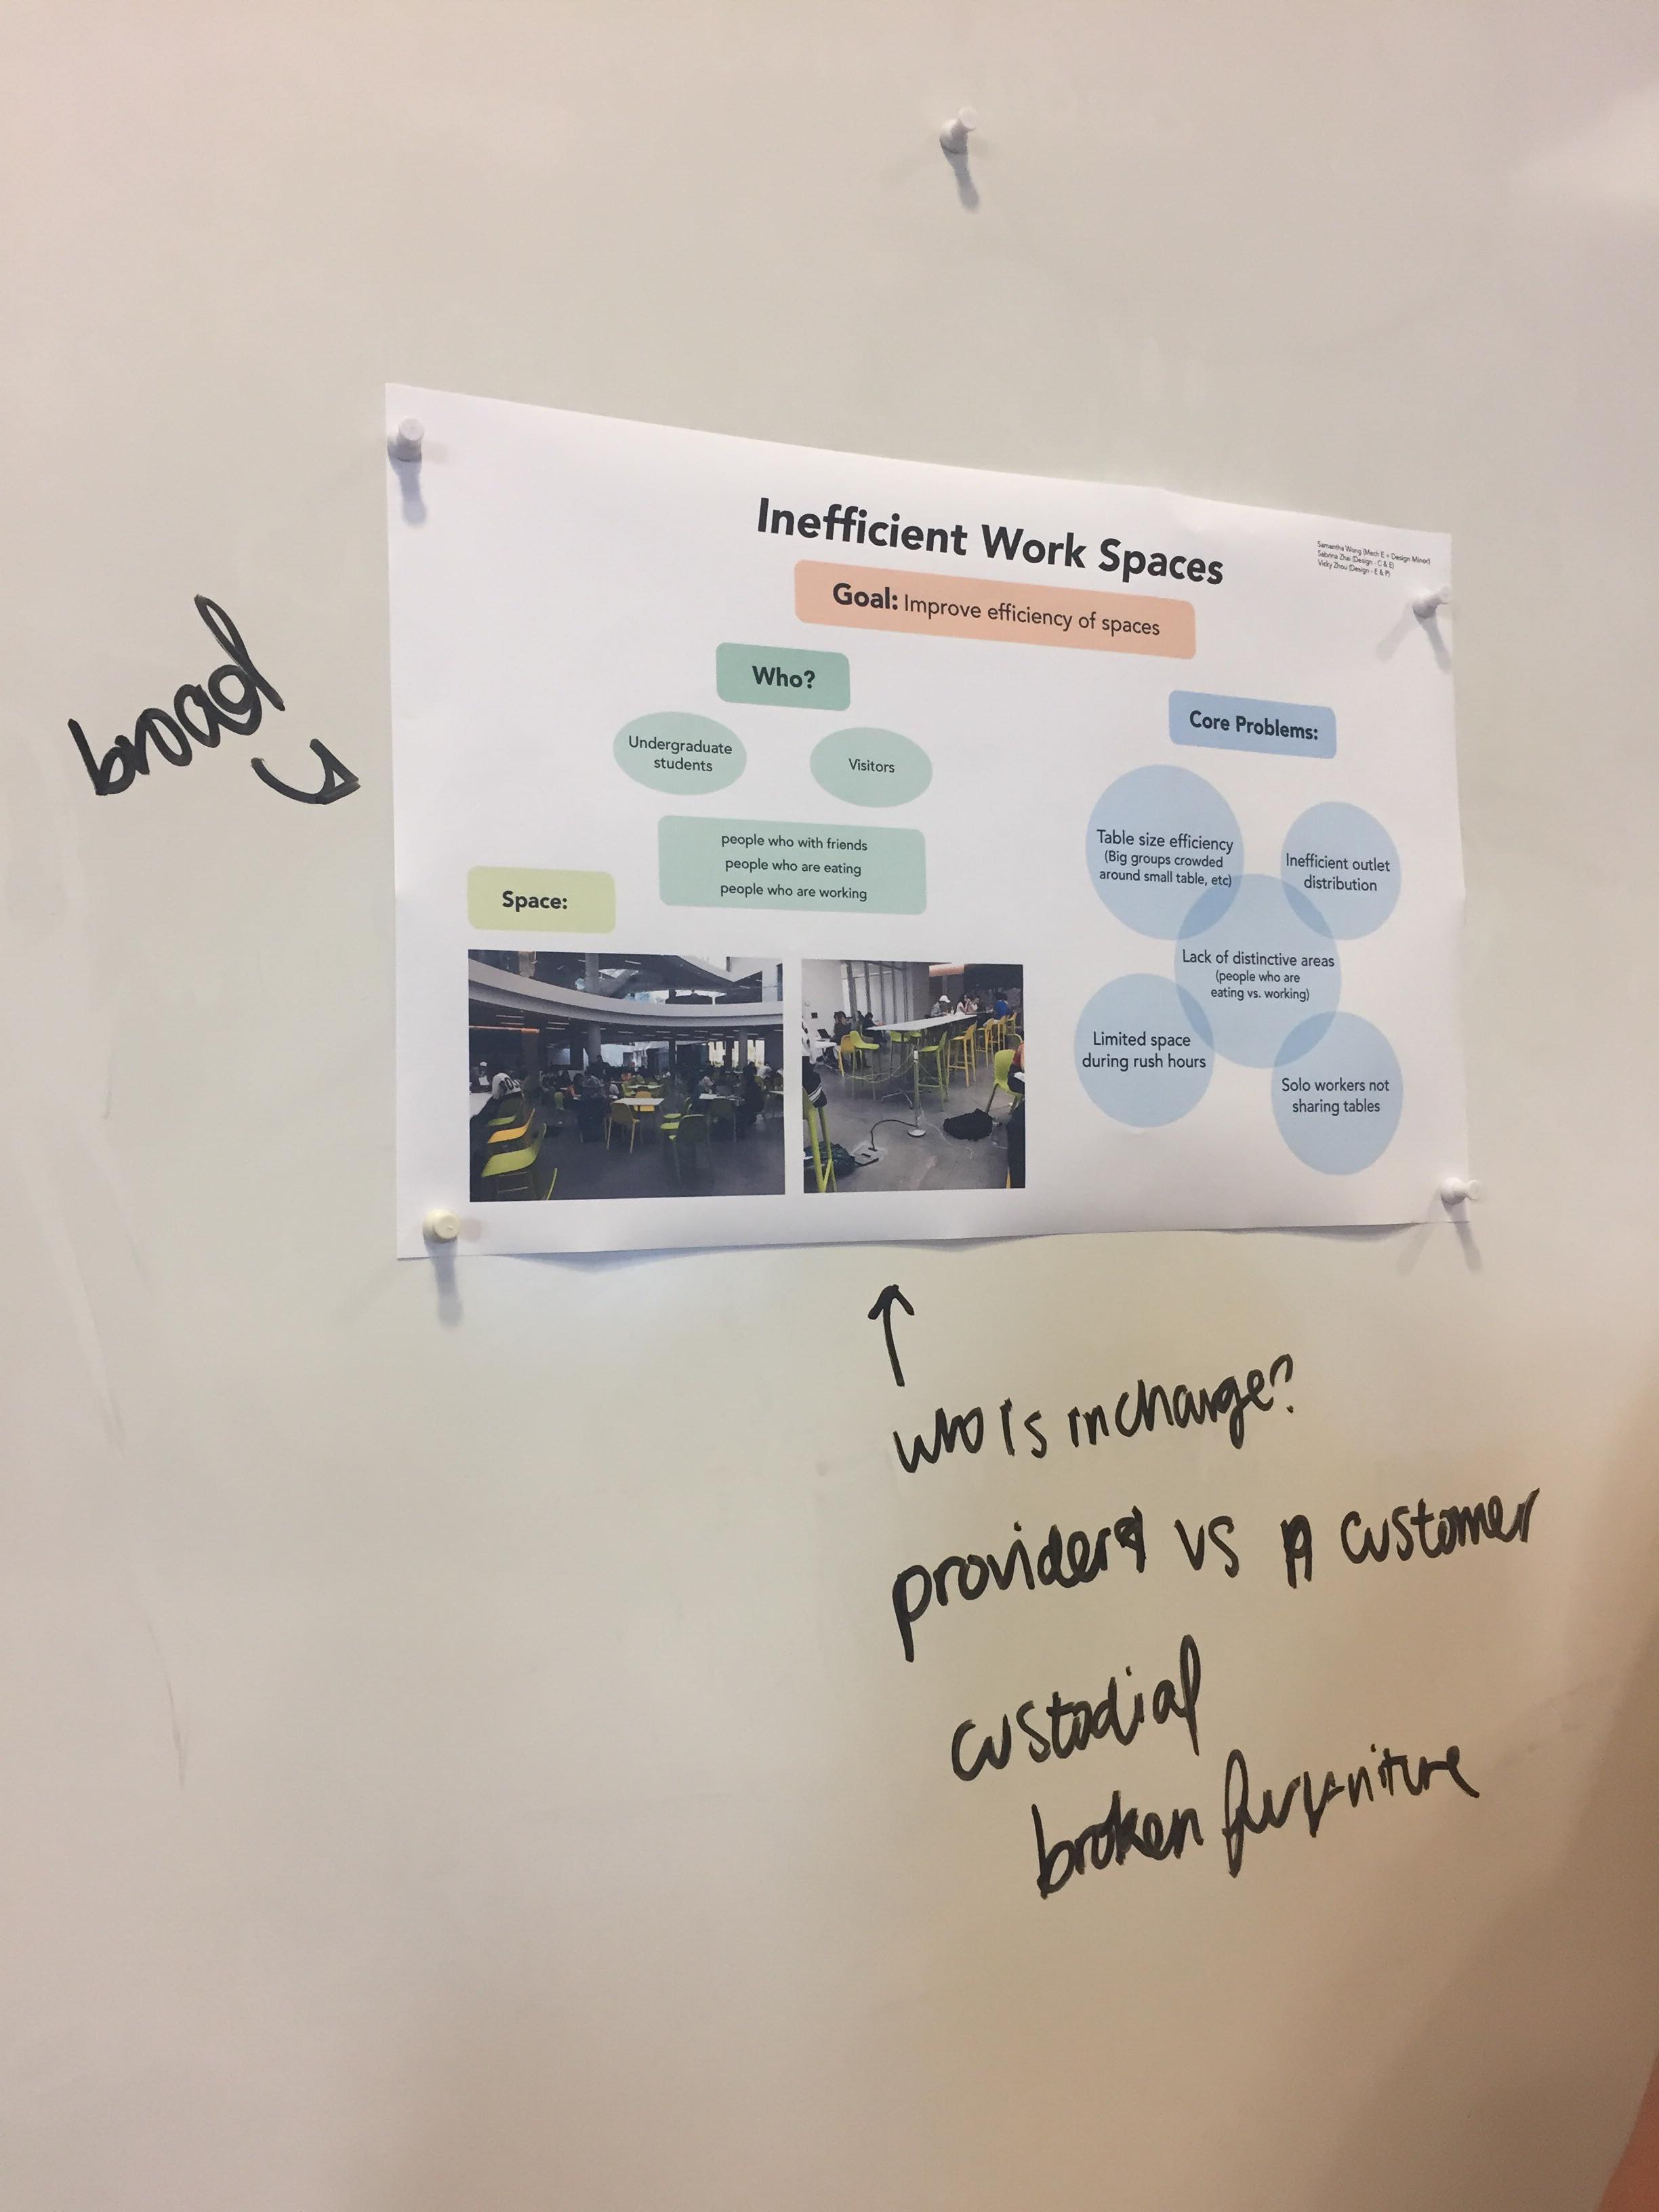 Inefficient Work Spaces
Samantha Wong (Mech E + Design Minor)
Sabrina Zhai (Design - C & E)
Vicky Zhou (Design - E & P)
Goal: Improve efficiency of spaces
Who?
Undergraduate
students
Visitors
people who with friends
people who are eating
people who are working
Space:
Core Problems:
Table size efficiency
(Big groups crowded
around small table, etc)
Inefficient outlet
distribution
Lack of distinctive areas
(people who are
eating vs. working)
Limited space
during rush hours
Solo workers not
sharing tables
broad
who is in charge?
provider vs customer
custodial
broken furniture